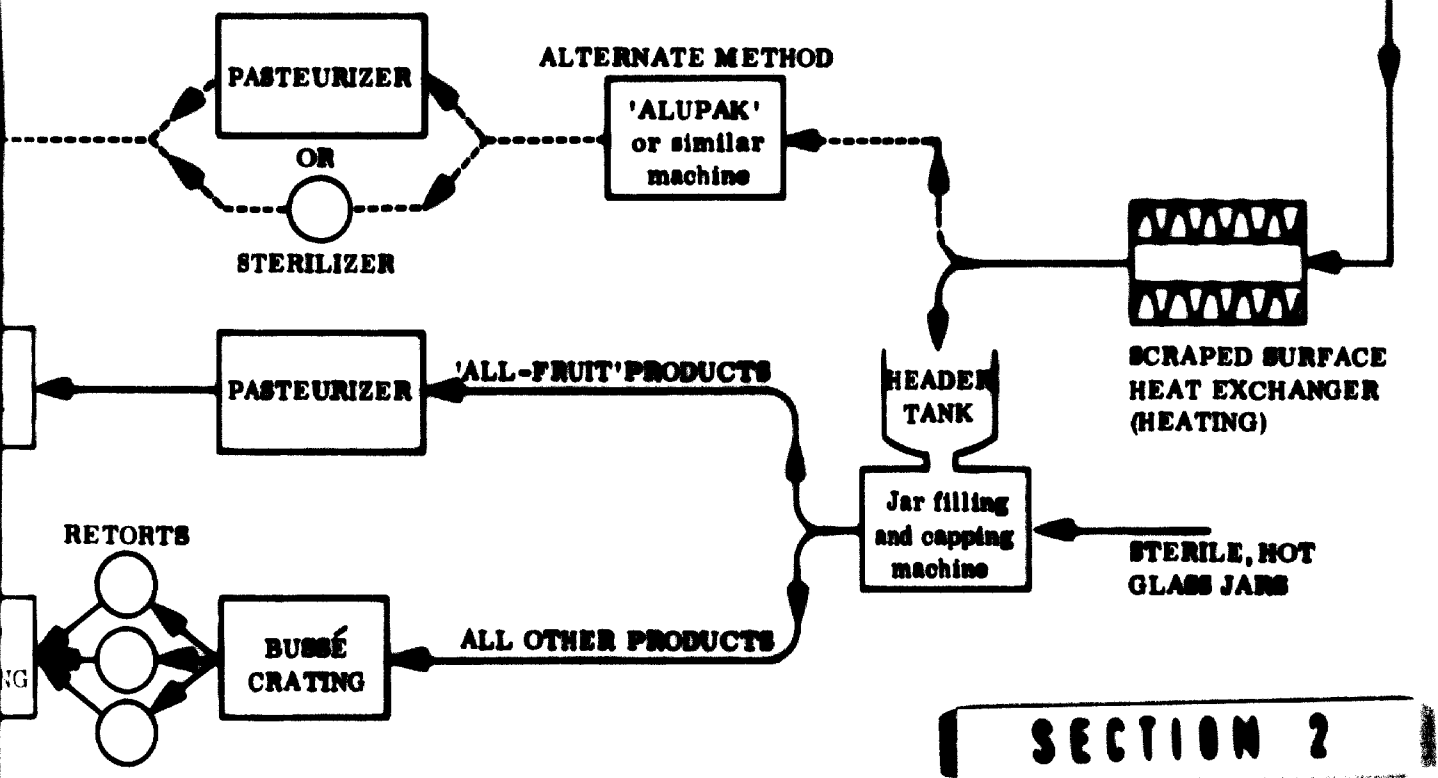 ALTERNATE METHOD
PASTEURIZER
'ALUPAK'
or similar
machine
OR
STERILIZER
SCRAPED SURFACE
HEAT EXCHANGER
(HEATING)
'ALL-FRUIT' PRODUCTS
PASTEURIZER
HEADER
TANK
Jar filling
and capping
machine
STERILE, HOT
GLASS JARS
RETORTS
ALL OTHER PRODUCTS
BUSSÉ
CRATING
NG
SECTION 2